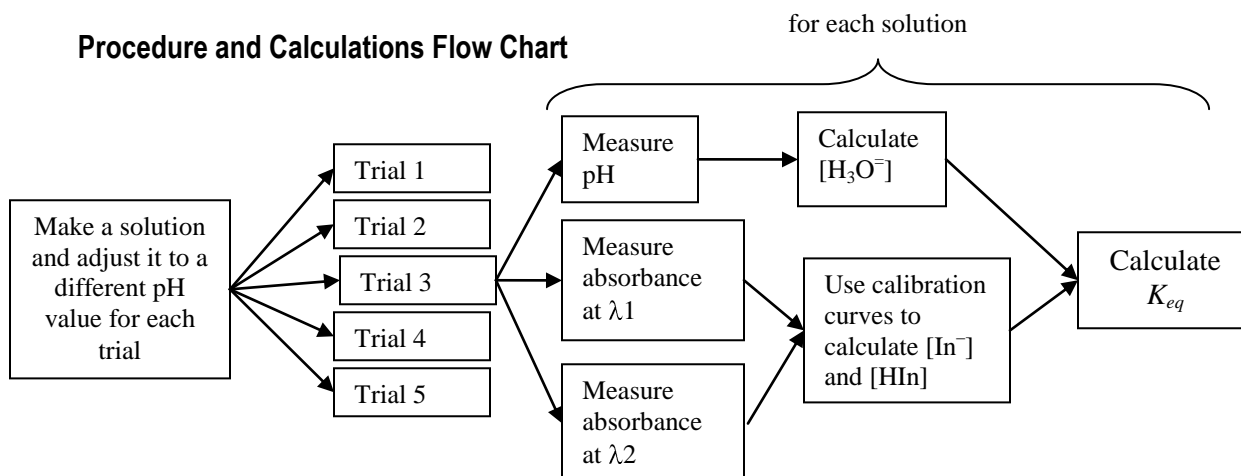 for each solution
Procedure and Calculations Flow Chart
Make a solution
and adjust it to a
different pH
value for each
trial
Trial 1
Trial 2
Trial 3
Trial 4
Trial 5
Measure
pH
Measure
absorbance
at λ1
Measure
absorbance
at λ2
Calculate
[H₃O⁼]
Use calibration
curves to
calculate [In⁻]
and [HIn]
Calculate
Keq